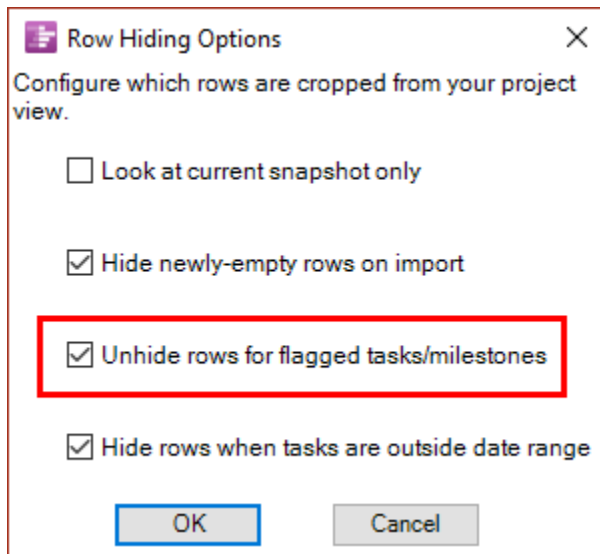 Row Hiding Options
Configure which rows are cropped from your project
view.
Look at current snapshot only
Hide newly-empty rows on import
Unhide rows for flagged tasks/milestones
Hide rows when tasks are outside date range
OK Cancel